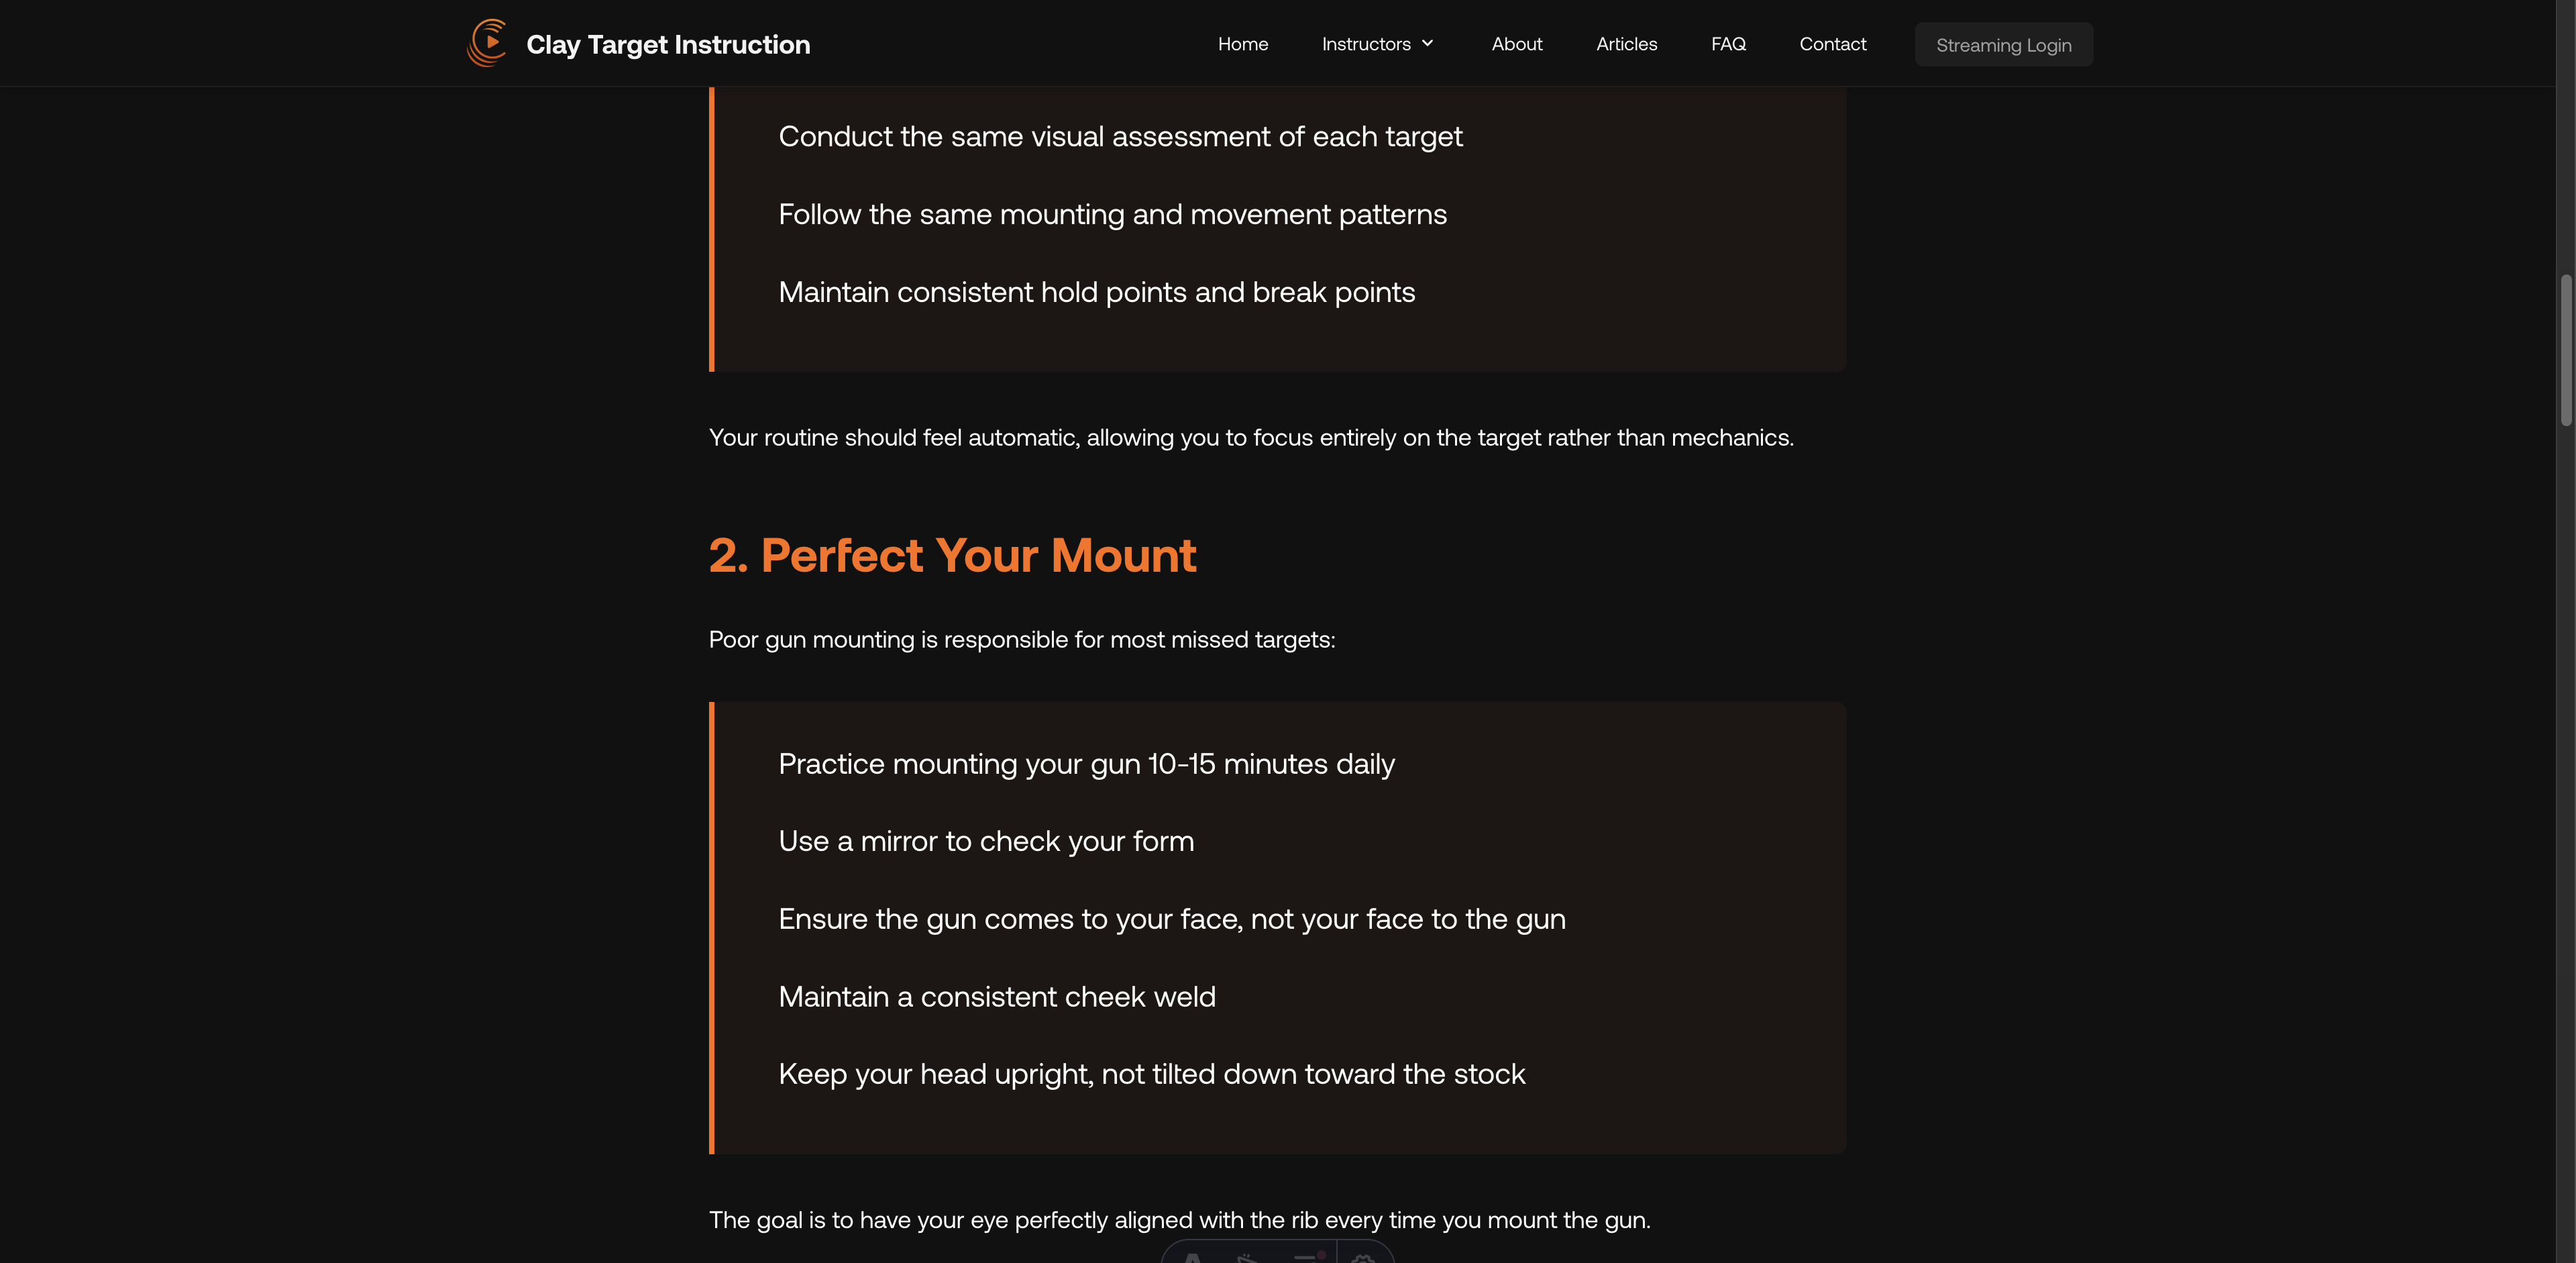 Clay Target Instruction
Home
Instructors
About
Articles
FAQ
Contact
Streaming Login
Conduct the same visual assessment of each target
Follow the same mounting and movement patterns
Maintain consistent hold points and break points
Your routine should feel automatic, allowing you to focus entirely on the target rather than mechanics.
2. Perfect Your Mount
Poor gun mounting is responsible for most missed targets:
Practice mounting your gun 10-15 minutes daily
Use a mirror to check your form
Ensure the gun comes to your face, not your face to the gun
Maintain a consistent cheek weld
Keep your head upright, not tilted down toward the stock
The goal is to have your eye perfectly aligned with the rib every time you mount the gun.